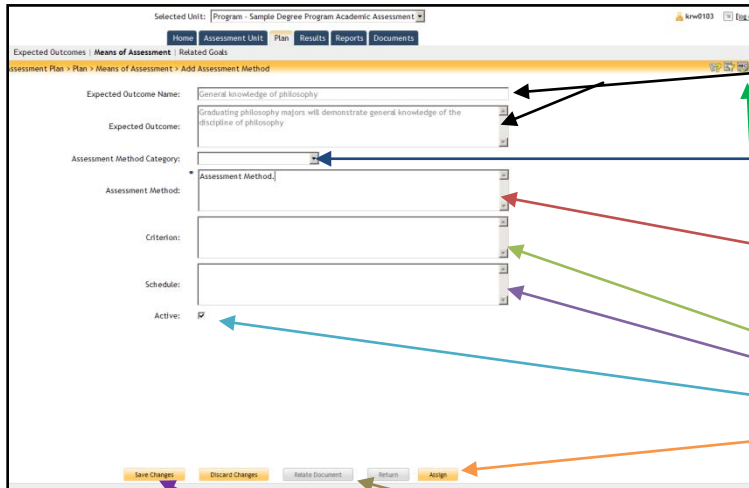 Selected Unit: Program - Sample Degree Program Academic Assessment
krw0103
Home Assessment Unit Plan Results Reports Documents
Expected Outcomes | Means of Assessment | Related Goals
ssessment Plan > Plan > Means of Assessment > Add Assessment Method
Expected Outcome Name: General knowledge of philosophy
Expected Outcome: Graduating philosophy majors will demonstrate general knowledge of the
discipline of philosophy
Assessment Method Category:
Assessment Method: Assessment Method.
Criterion:
Schedule:
Active:
Save Changes Discard Changes Relate Document Return Assign